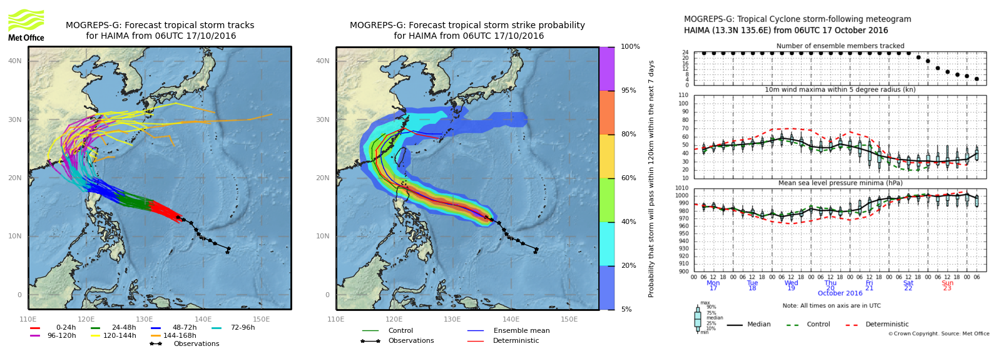 Met Office
MOGREPS-G: Forecast tropical storm tracks
for HAIMA from 06UTC 17/10/2016
40N
30N
20N
10N
0
110E
120E
130E
140E
150E
0-24h
24-48h
48-72h
72-96h
96-120h
120-144h
144-168h
Observations
MOGREPS-G: Forecast tropical storm strike probability
for HAIMA from 06UTC 17/10/2016
40N
30N
20N
10N
0
110E
120E
130E
140E
150E
Control
Ensemble mean
Observations
Deterministic
100%
95%
80%
60%
40%
20%
5%
Probability that storm will pass within 120km within the next 7 days
MOGREPS-G: Tropical Cyclone storm-following meteogram
HAIMA (13.3N 135.6E) from 06UTC 17 October 2016
Number of ensemble members tracked
24
20
16
12
8
4
0
10m wind maxima within 5 degree radius (kn)
110
100
90
80
70
60
50
40
30
20
10
Mean sea level pressure minima (hPa)
1010
1000
990
980
970
960
950
940
930
920
910
900
00 06 12 18 00 06 12 18 00 06 12 18 00 06 12 18 00 06 12 18 00 06 12 18 00 06 12 18 00 06
Mon Tue Wed Thu Fri Sat Sun
17 18 19 20 21 22 23
October 2016
Note: All times on axis are in UTC
max
90%
75%
median
25%
10%
min
Median
Control
Deterministic
© Crown Copyright. Source: Met Office